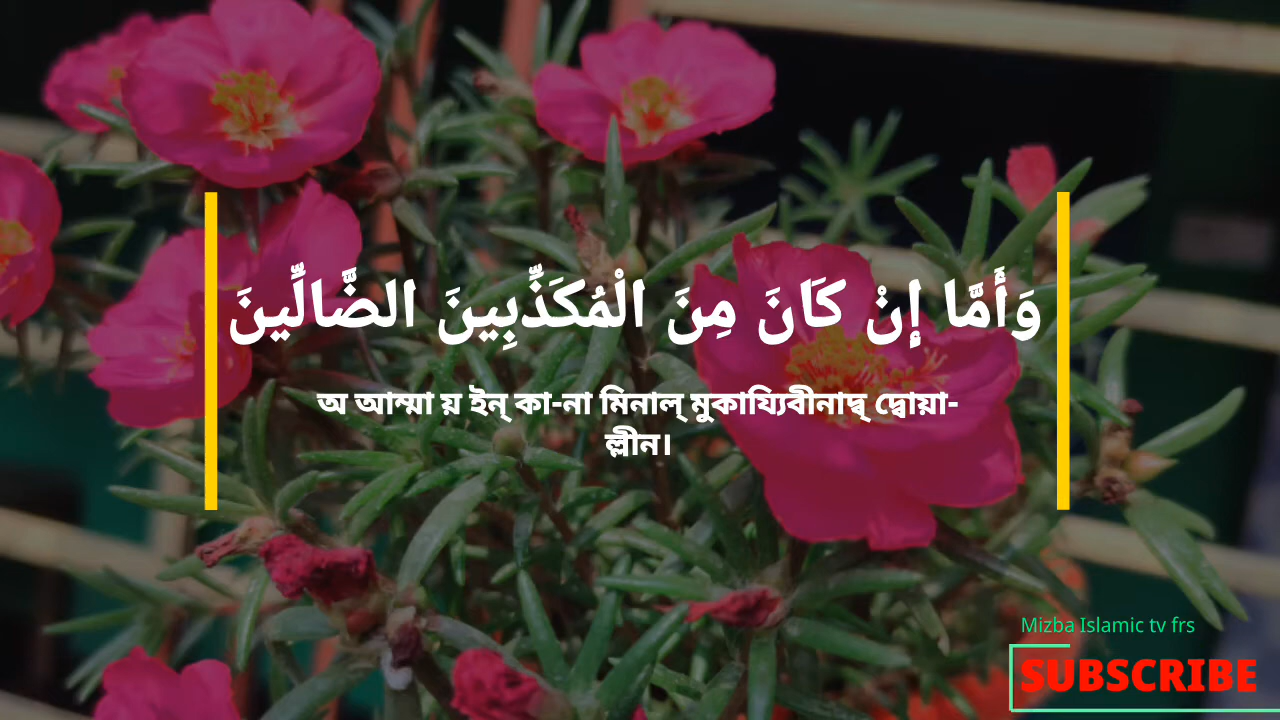 وَأَمَّا إِنْ كَانَ مِنَ الْمُكَذِّبِينَ الضَّالِّينَ
অ আম্মা য় ইন্ কা-না মিনাল্ মুকায্যিবীনাদ্ব্ দ্বোয়া-
ল্লীন।
Mizba Islamic tv frs
SUBSCRIBE